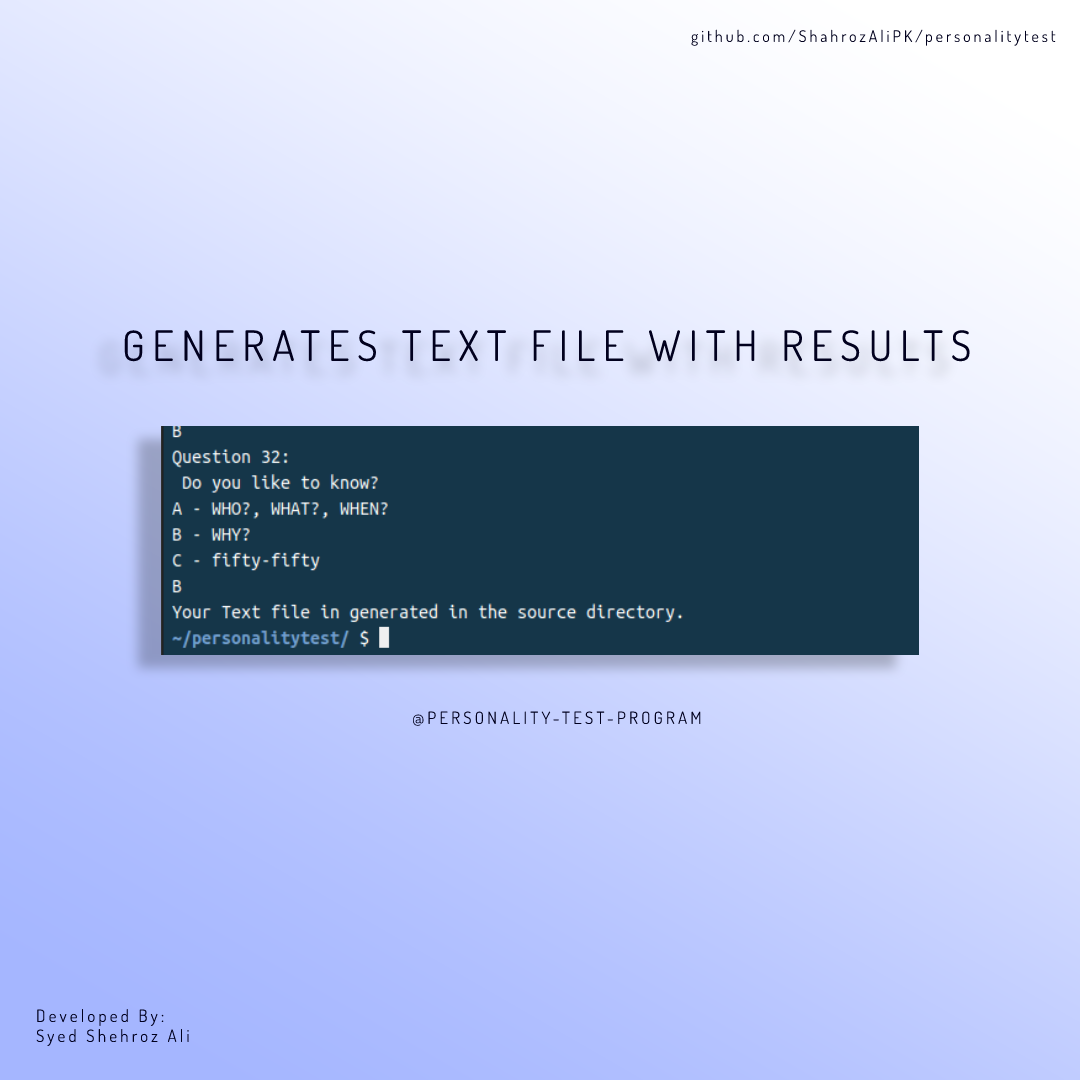 github.com/ShahrozAliPK/personalitytest
GENERATES TEXT FILE WITH RESULTS
B
Question 32:
Do you like to know?
A - WHO?, WHAT?, WHEN?
B - WHY?
C - fifty-fifty
B
Your Text file in generated in the source directory.
~/personalitytest/ $
@PERSONALITY-TEST-PROGRAM
Developed By:
Syed Shehroz Ali